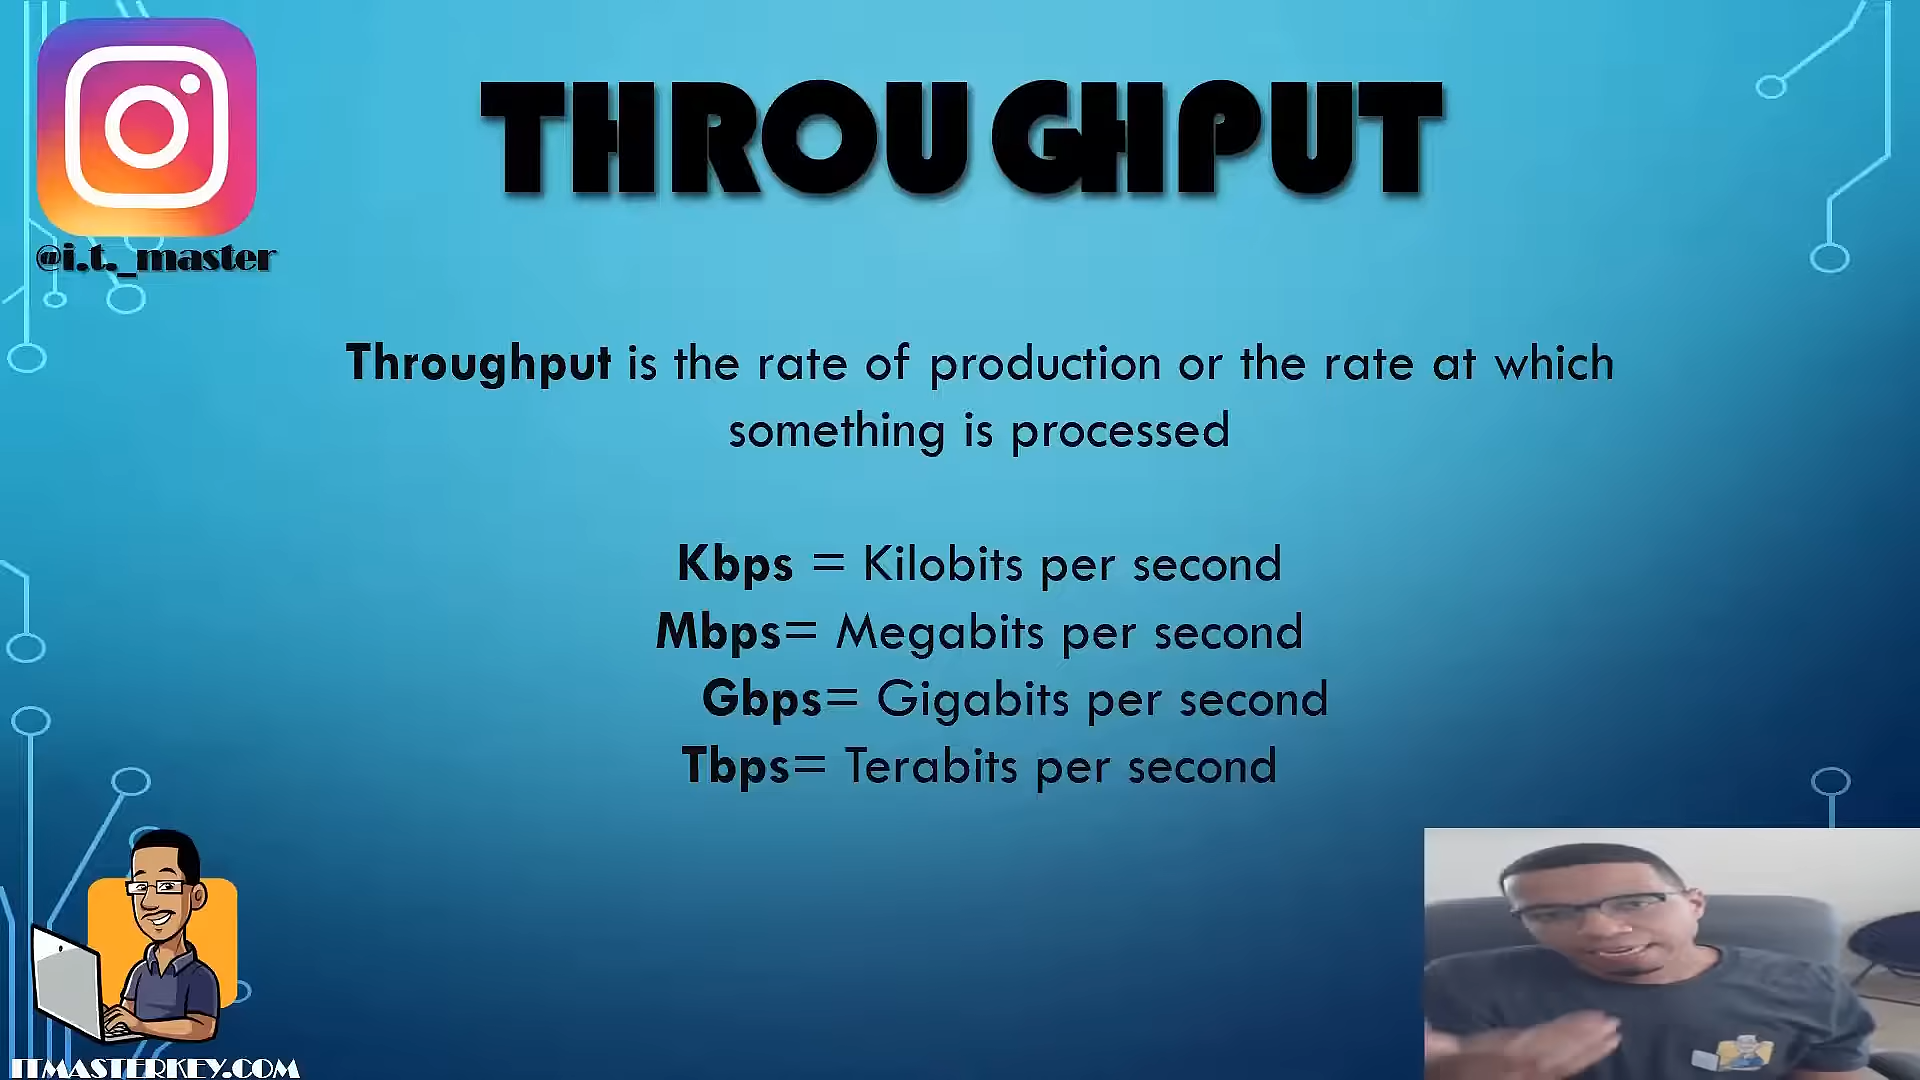 THROUGHPUT
@i.t._master
Throughput is the rate of production or the rate at which
something is processed
Kbps = Kilobits per second
Mbps= Megabits per second
Gbps= Gigabits per second
Tbps= Terabits per second
ITMASTERKEY.COM